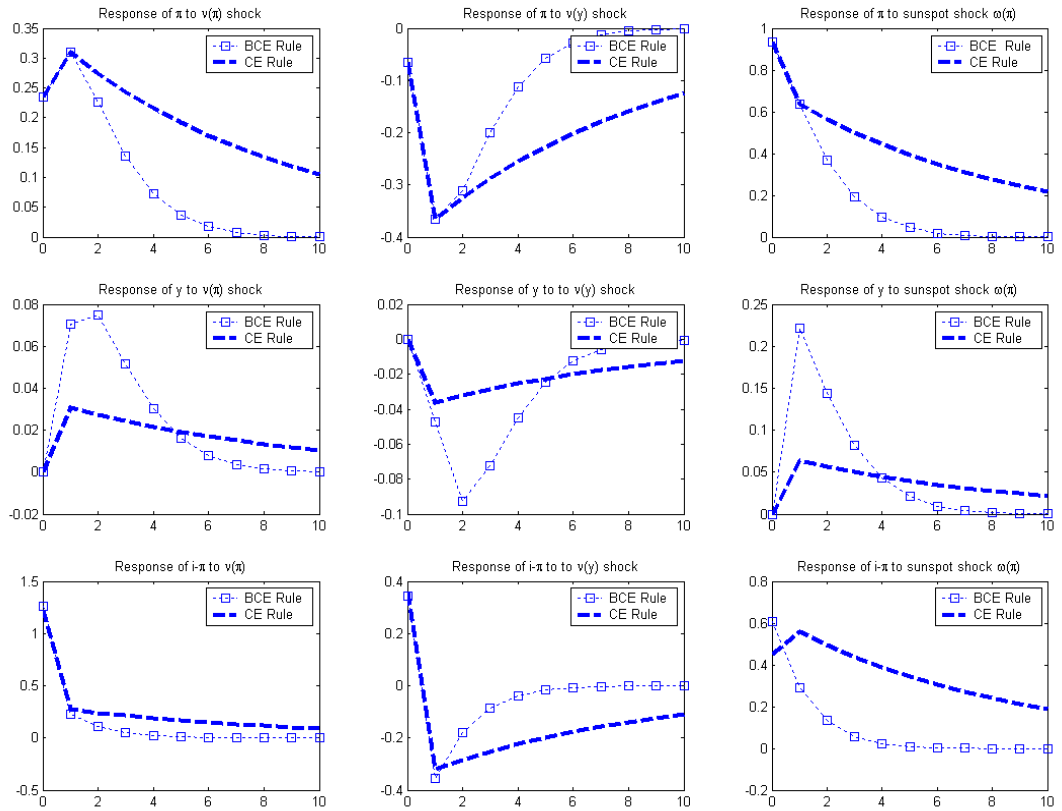 Response of π to ν(π) shock
0.35
0.3
0.25
0.2
0.15
0.1
0.05
0
0 2 4 6 8 10
BCE Rule
CE Rule
Response of π to ν(y) shock
0
-0.1
-0.2
-0.3
-0.4
0 2 4 6 8 10
BCE Rule
CE Rule
Response of π to sunspot shock ω(π)
1
0.8
0.6
0.4
0.2
0
0 2 4 6 8 10
BCE Rule
CE Rule
Response of y to ν(π) shock
0.08
0.06
0.04
0.02
0
-0.02
0 2 4 6 8 10
BCE Rule
CE Rule
Response of y to ν(y) shock
0.02
0
-0.02
-0.04
-0.06
-0.08
-0.1
0 2 4 6 8 10
BCE Rule
CE Rule
Response of y to sunspot shock ω(π)
0.25
0.2
0.15
0.1
0.05
0
0 2 4 6 8 10
BCE Rule
CE Rule
Response of i-π to ν(π)
1.5
1
0.5
0
-0.5
0 2 4 6 8 10
BCE Rule
CE Rule
Response of i-π to ν(y) shock
0.4
0.2
0
-0.2
-0.4
0 2 4 6 8 10
BCE Rule
CE Rule
Response of i-π to sunspot shock ω(π)
0.8
0.6
0.4
0.2
0
-0.2
0 2 4 6 8 10
BCE Rule
CE Rule